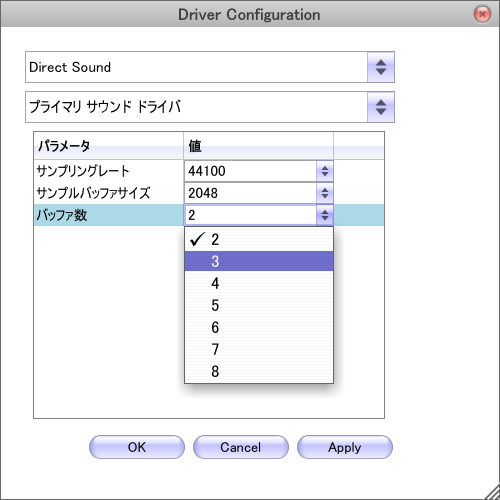 Driver Configuration
Direct Sound
プライマリ サウンド ドライバ
パラメータ 値
サンプリングレート 44100
サンプルバッファサイズ 2048
バッファ数 2
✓ 2
3
4
5
6
7
8
OK Cancel Apply